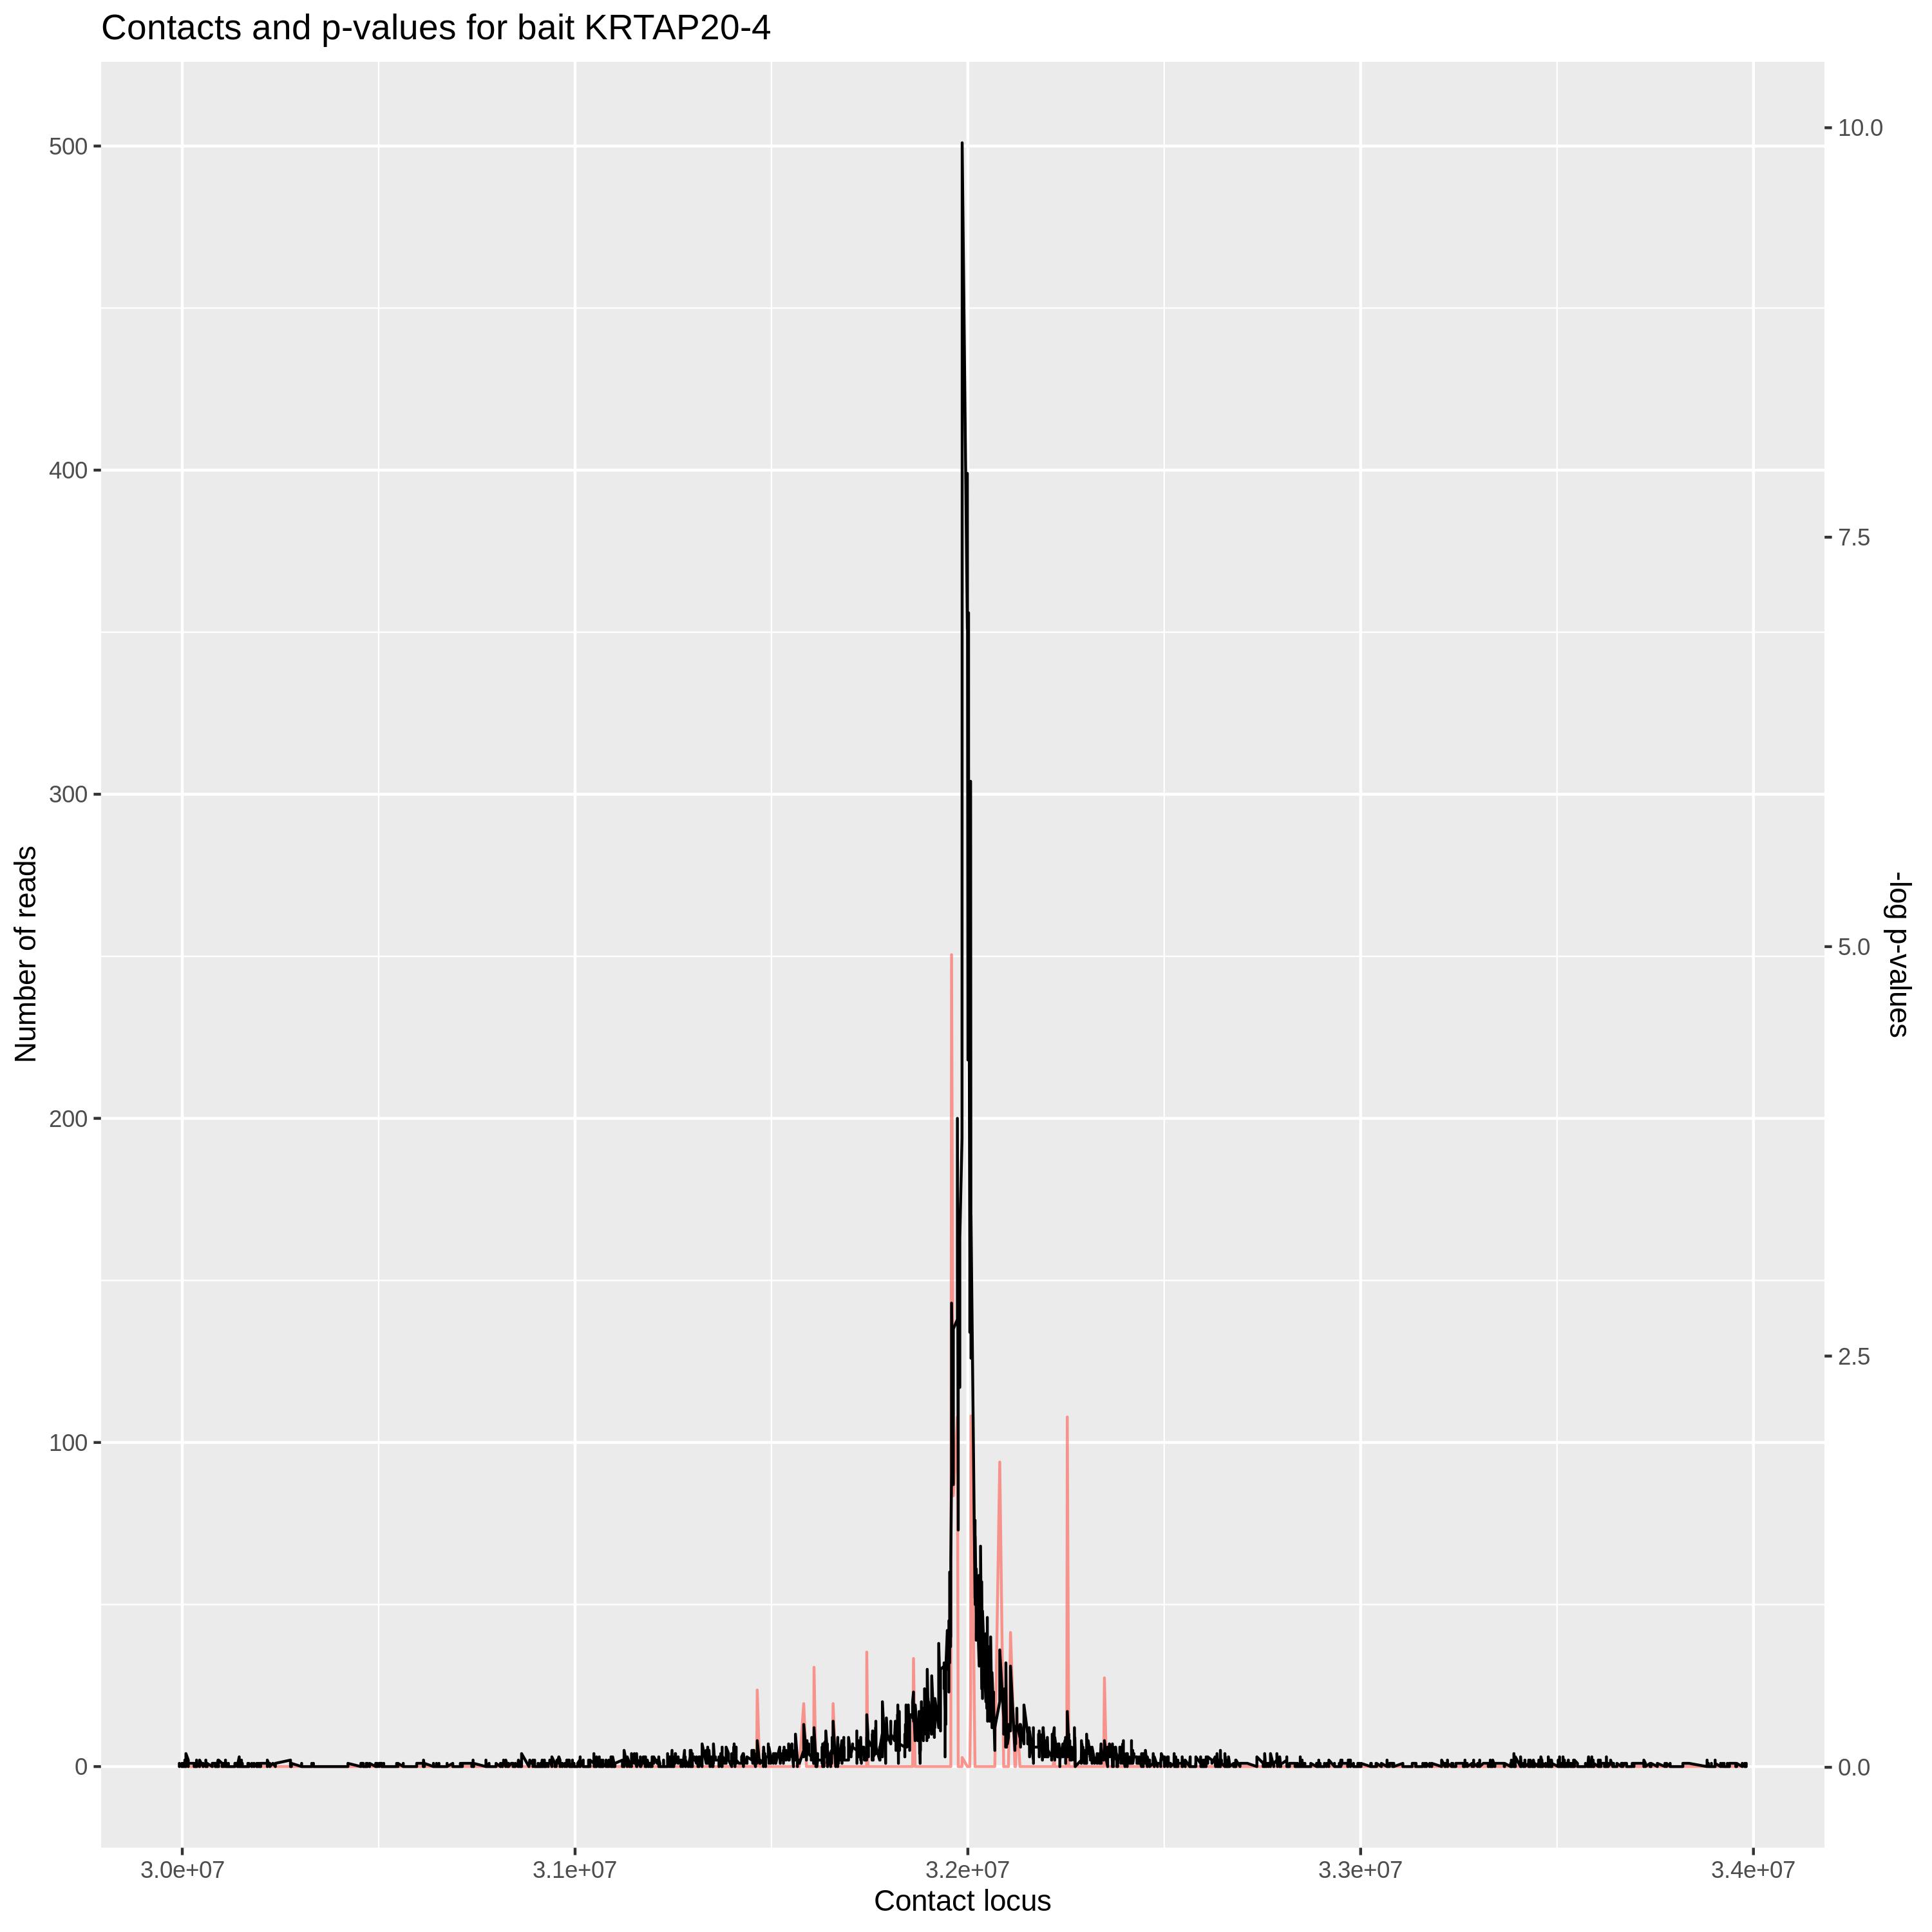 Contacts and p-values for bait KRTAP20-4
500
400
300
200
100
0
Number of reads
10.0
7.5
5.0
2.5
0.0
-log p-values
3.0e+07 3.1e+07 3.2e+07 3.3e+07 3.4e+07
Contact locus